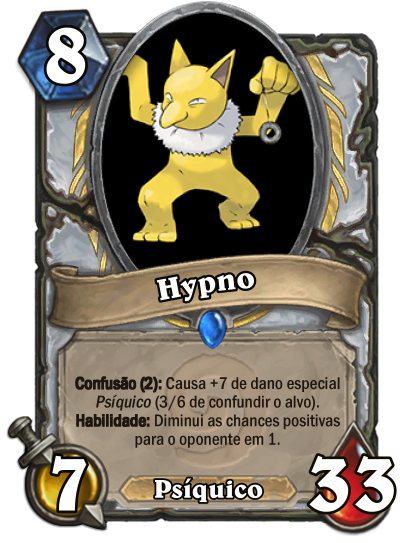 8
Hypno
Confusão (2): Causa +7 de dano especial
Psíquico (3/6 de confundir o alvo).
Habilidade: Diminui as chances positivas
para o oponente em 1.
7
Psíquico
33